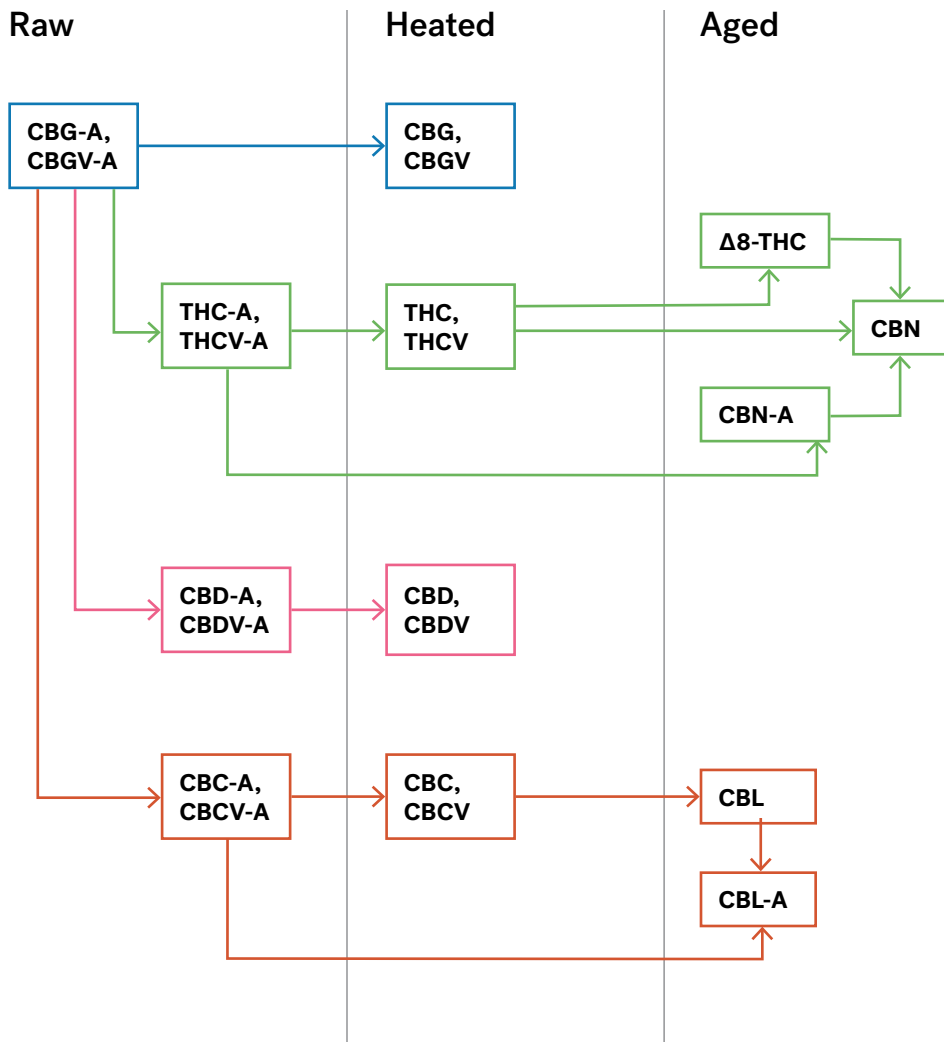 Raw
Heated
Aged
CBG-A,
CBGV-A
CBG,
CBGV
Δ8-THC
THC-A,
THCV-A
THC,
THCV
CBN
CBN-A
CBD-A,
CBDV-A
CBD,
CBDV
CBC-A,
CBCV-A
CBC,
CBCV
CBL
CBL-A